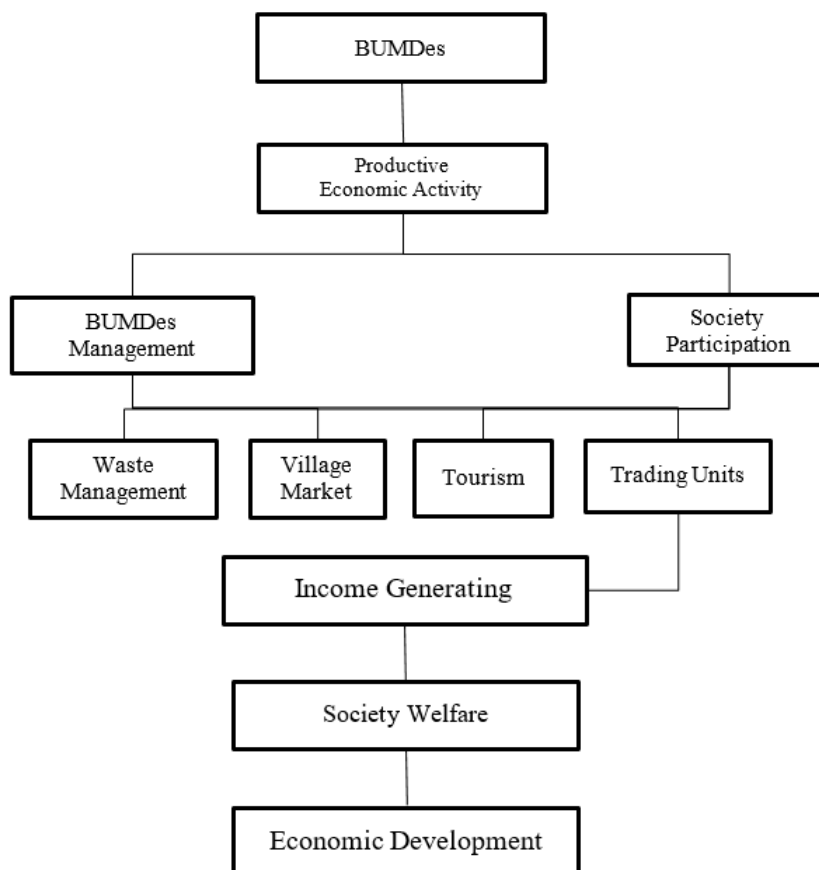 BUMDes
Productive
Economic Activity
BUMDes
Management
Society
Participation
Waste
Management
Village
Market
Tourism
Trading Units
Income Generating
Society Welfare
Economic Development